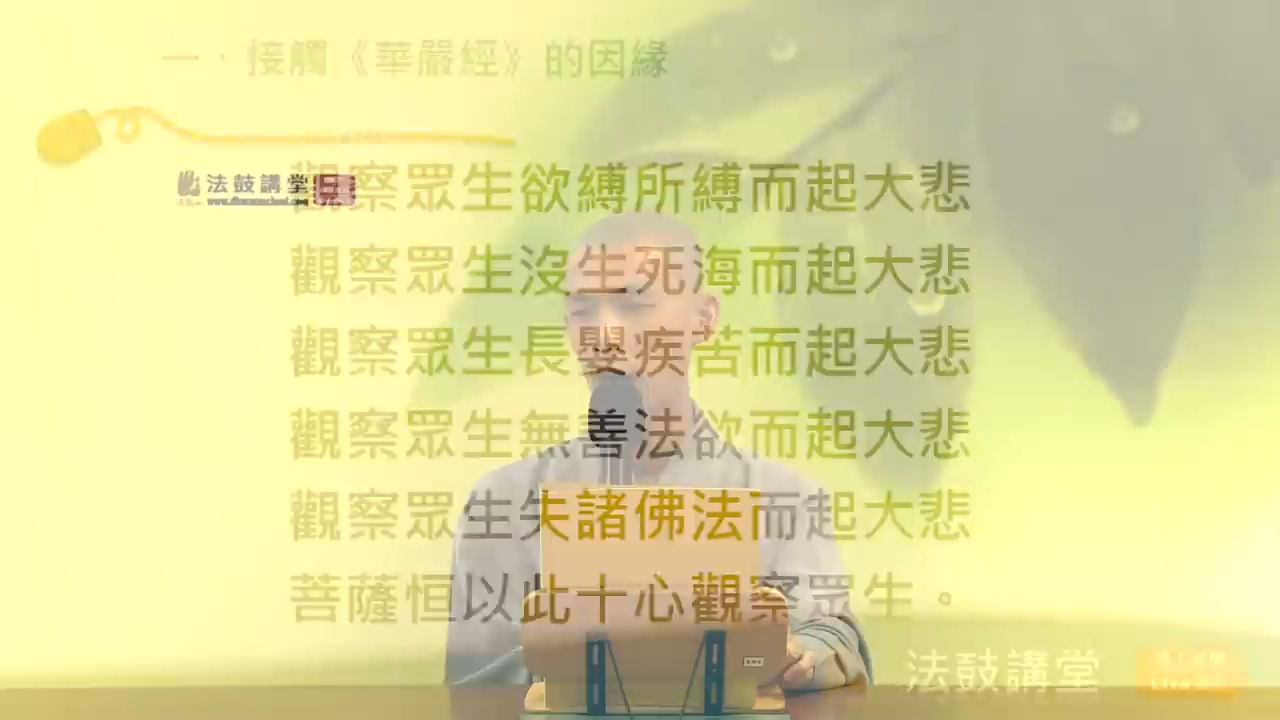 一．接觸《華嚴經》的因緣
法鼓講堂
觀察眾生欲縛所縛而起大悲
觀察眾生沒生死海而起大悲
觀察眾生長嬰疾苦而起大悲
觀察眾生無善法欲而起大悲
觀察眾生失諸佛法而起大悲
菩薩恒以此十心觀察眾生。
法鼓講堂